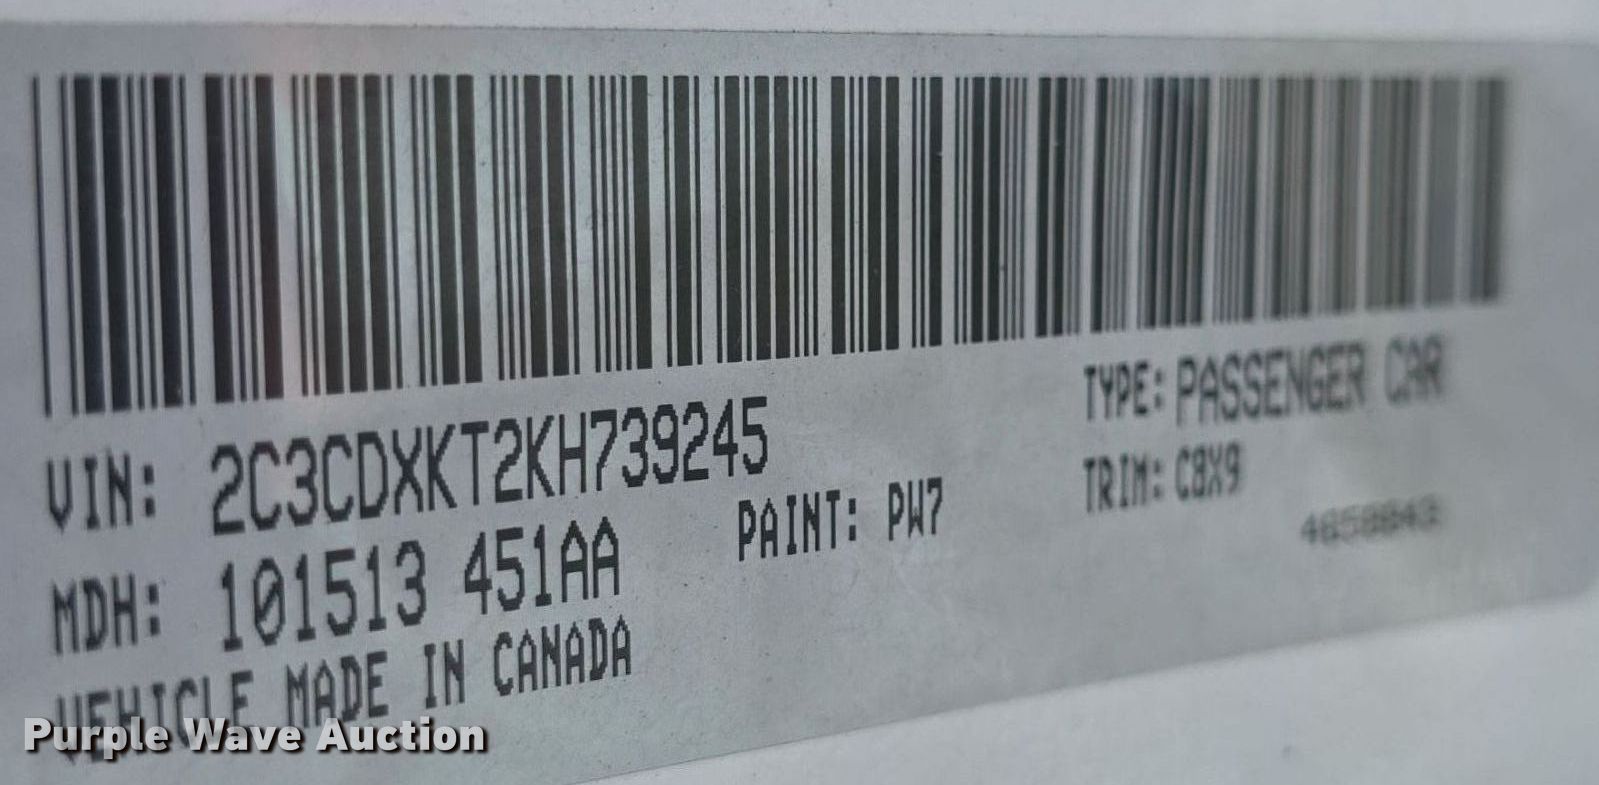 VIN: 2C3CDXKT2KH739245
TYPE: PASSENGER CAR
MDH: 101513 451AA
PAINT: PW7
TRIM: C8X9
VEHICLE MADE IN CANADA
Purple Wave Auction